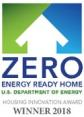 ZERO
ENERGY READY HOME
U.S. DEPARTMENT OF ENERGY
HOUSING INNOVATION AWARD
WINNER 2018